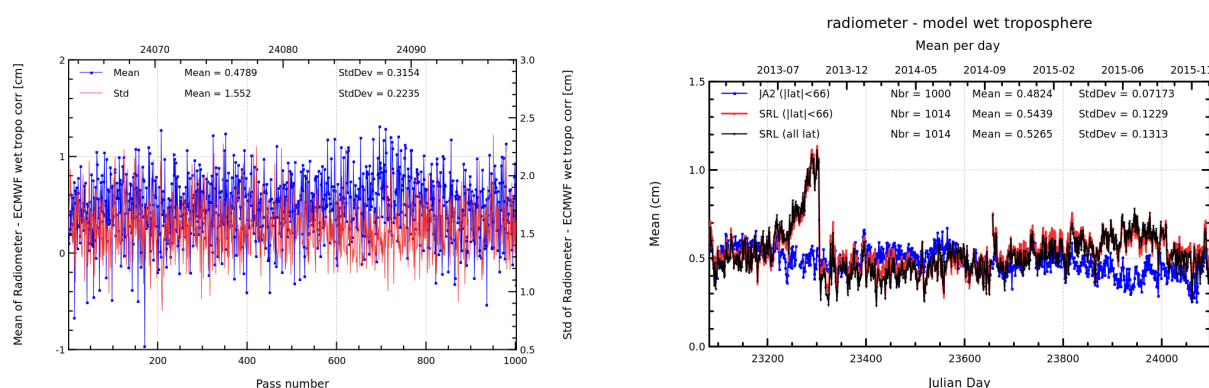 24070 24080 24090
2 3.0
Mean Mean = 0.4789 StdDev = 0.3154
Std Mean = 1.552 StdDev = 0.2235
2.5
1 2.0
1.5
0
1.0
-1 0.5
200 400 600 800 1000
Pass number
Mean of Radiometer - ECMWF wet tropo corr [cm]
Std of Radiometer - ECMWF wet tropo corr [cm]
radiometer - model wet troposphere
Mean per day
2013-07 2013-12 2014-05 2014-09 2015-02 2015-06 2015-11
1.5
JA2 (|lat|<66) Nbr = 1000 Mean = 0.4824 StdDev = 0.07173
SRL (|lat|<66) Nbr = 1014 Mean = 0.5439 StdDev = 0.1229
SRL (all lat) Nbr = 1014 Mean = 0.5265 StdDev = 0.1313
1.0
0.5
0.0
23200 23400 23600 23800 24000
Julian Day
Mean (cm)